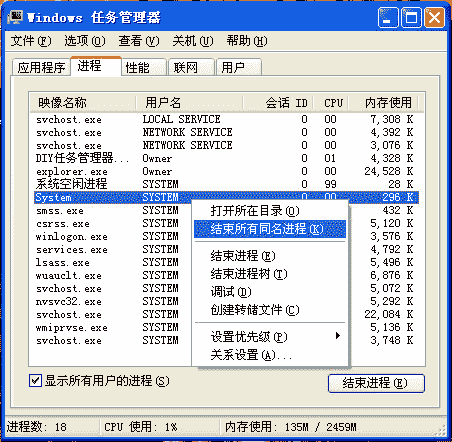 Windows 任务管理器
文件(F) 选项(O) 查看(V) 关机(U) 帮助(H)
应用程序 进程 性能 联网 用户
映像名称 用户名 会话 ID CPU 内存使用
svchost.exe LOCAL SERVICE 0 00 7,308 K
svchost.exe NETWORK SERVICE 0 00 4,392 K
svchost.exe NETWORK SERVICE 0 00 3,076 K
DIY任务管理器... Owner 0 01 4,328 K
explorer.exe Owner 0 00 24,528 K
系统空闲进程 SYSTEM 0 99 28 K
System SYSTEM 0 00 296 K
smss.exe SYSTEM 432 K
csrss.exe SYSTEM 5,120 K
winlogon.exe SYSTEM 3,576 K
services.exe SYSTEM 4,792 K
lsass.exe SYSTEM 5,496 K
wuauclt.exe SYSTEM 6,876 K
svchost.exe SYSTEM 5,072 K
nvsvc32.exe SYSTEM 5,292 K
svchost.exe SYSTEM 22,084 K
wmiprvse.exe SYSTEM 5,136 K
svchost.exe SYSTEM 3,748 K
打开所在目录(O)
结束所有同名进程(K)
结束进程(E)
结束进程树(T)
调试(D)
创建转储文件(C)
设置优先级(P)
关系设置(A)...
显示所有用户的进程(S)
结束进程(E)
进程数: 18 CPU 使用: 1% 内存使用: 135M / 2459M